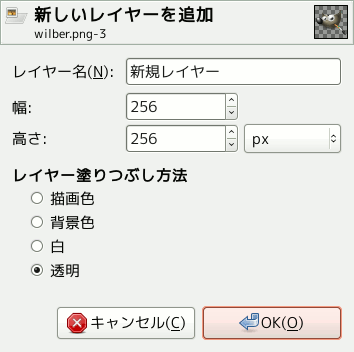 新しいレイヤーを追加
wilber.png-3
レイヤー名(N): 新規レイヤー
幅: 256
高さ: 256 px
レイヤー塗りつぶし方法
描画色
背景色
白
透明
キャンセル(C) OK(O)